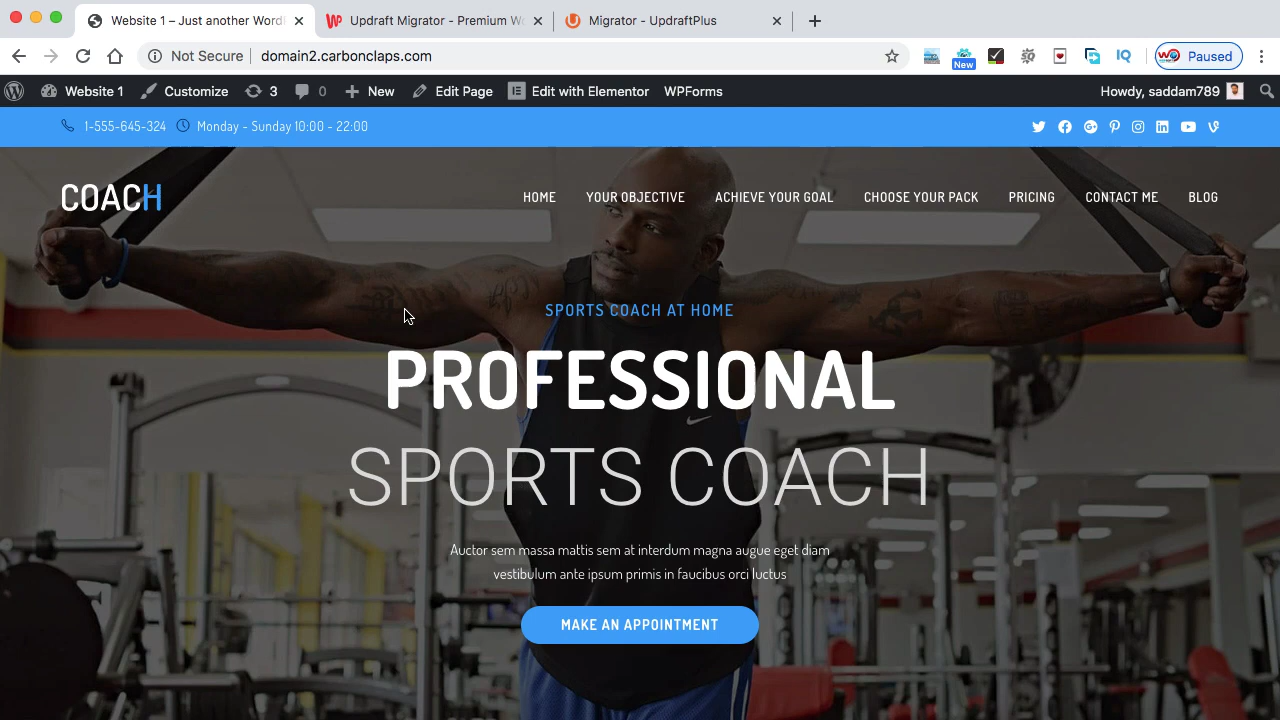 Website 1 – Just another Word
Updraft Migrator - Premium Wo
Migrator - UpdraftPlus
Not Secure
domain2.carbonclaps.com
New
IQ
Paused
Website 1
Customize
3
0
New
Edit Page
Edit with Elementor
WPForms
Howdy, saddam789
1-555-645-324
Monday - Sunday 10:00 - 22:00
COACH
HOME
YOUR OBJECTIVE
ACHIEVE YOUR GOAL
CHOOSE YOUR PACK
PRICING
CONTACT ME
BLOG
SPORTS COACH AT HOME
PROFESSIONAL
SPORTS COACH
Auctor sem massa mattis sem at interdum magna augue eget diam
vestibulum ante ipsum primis in faucibus orci luctus
MAKE AN APPOINTMENT